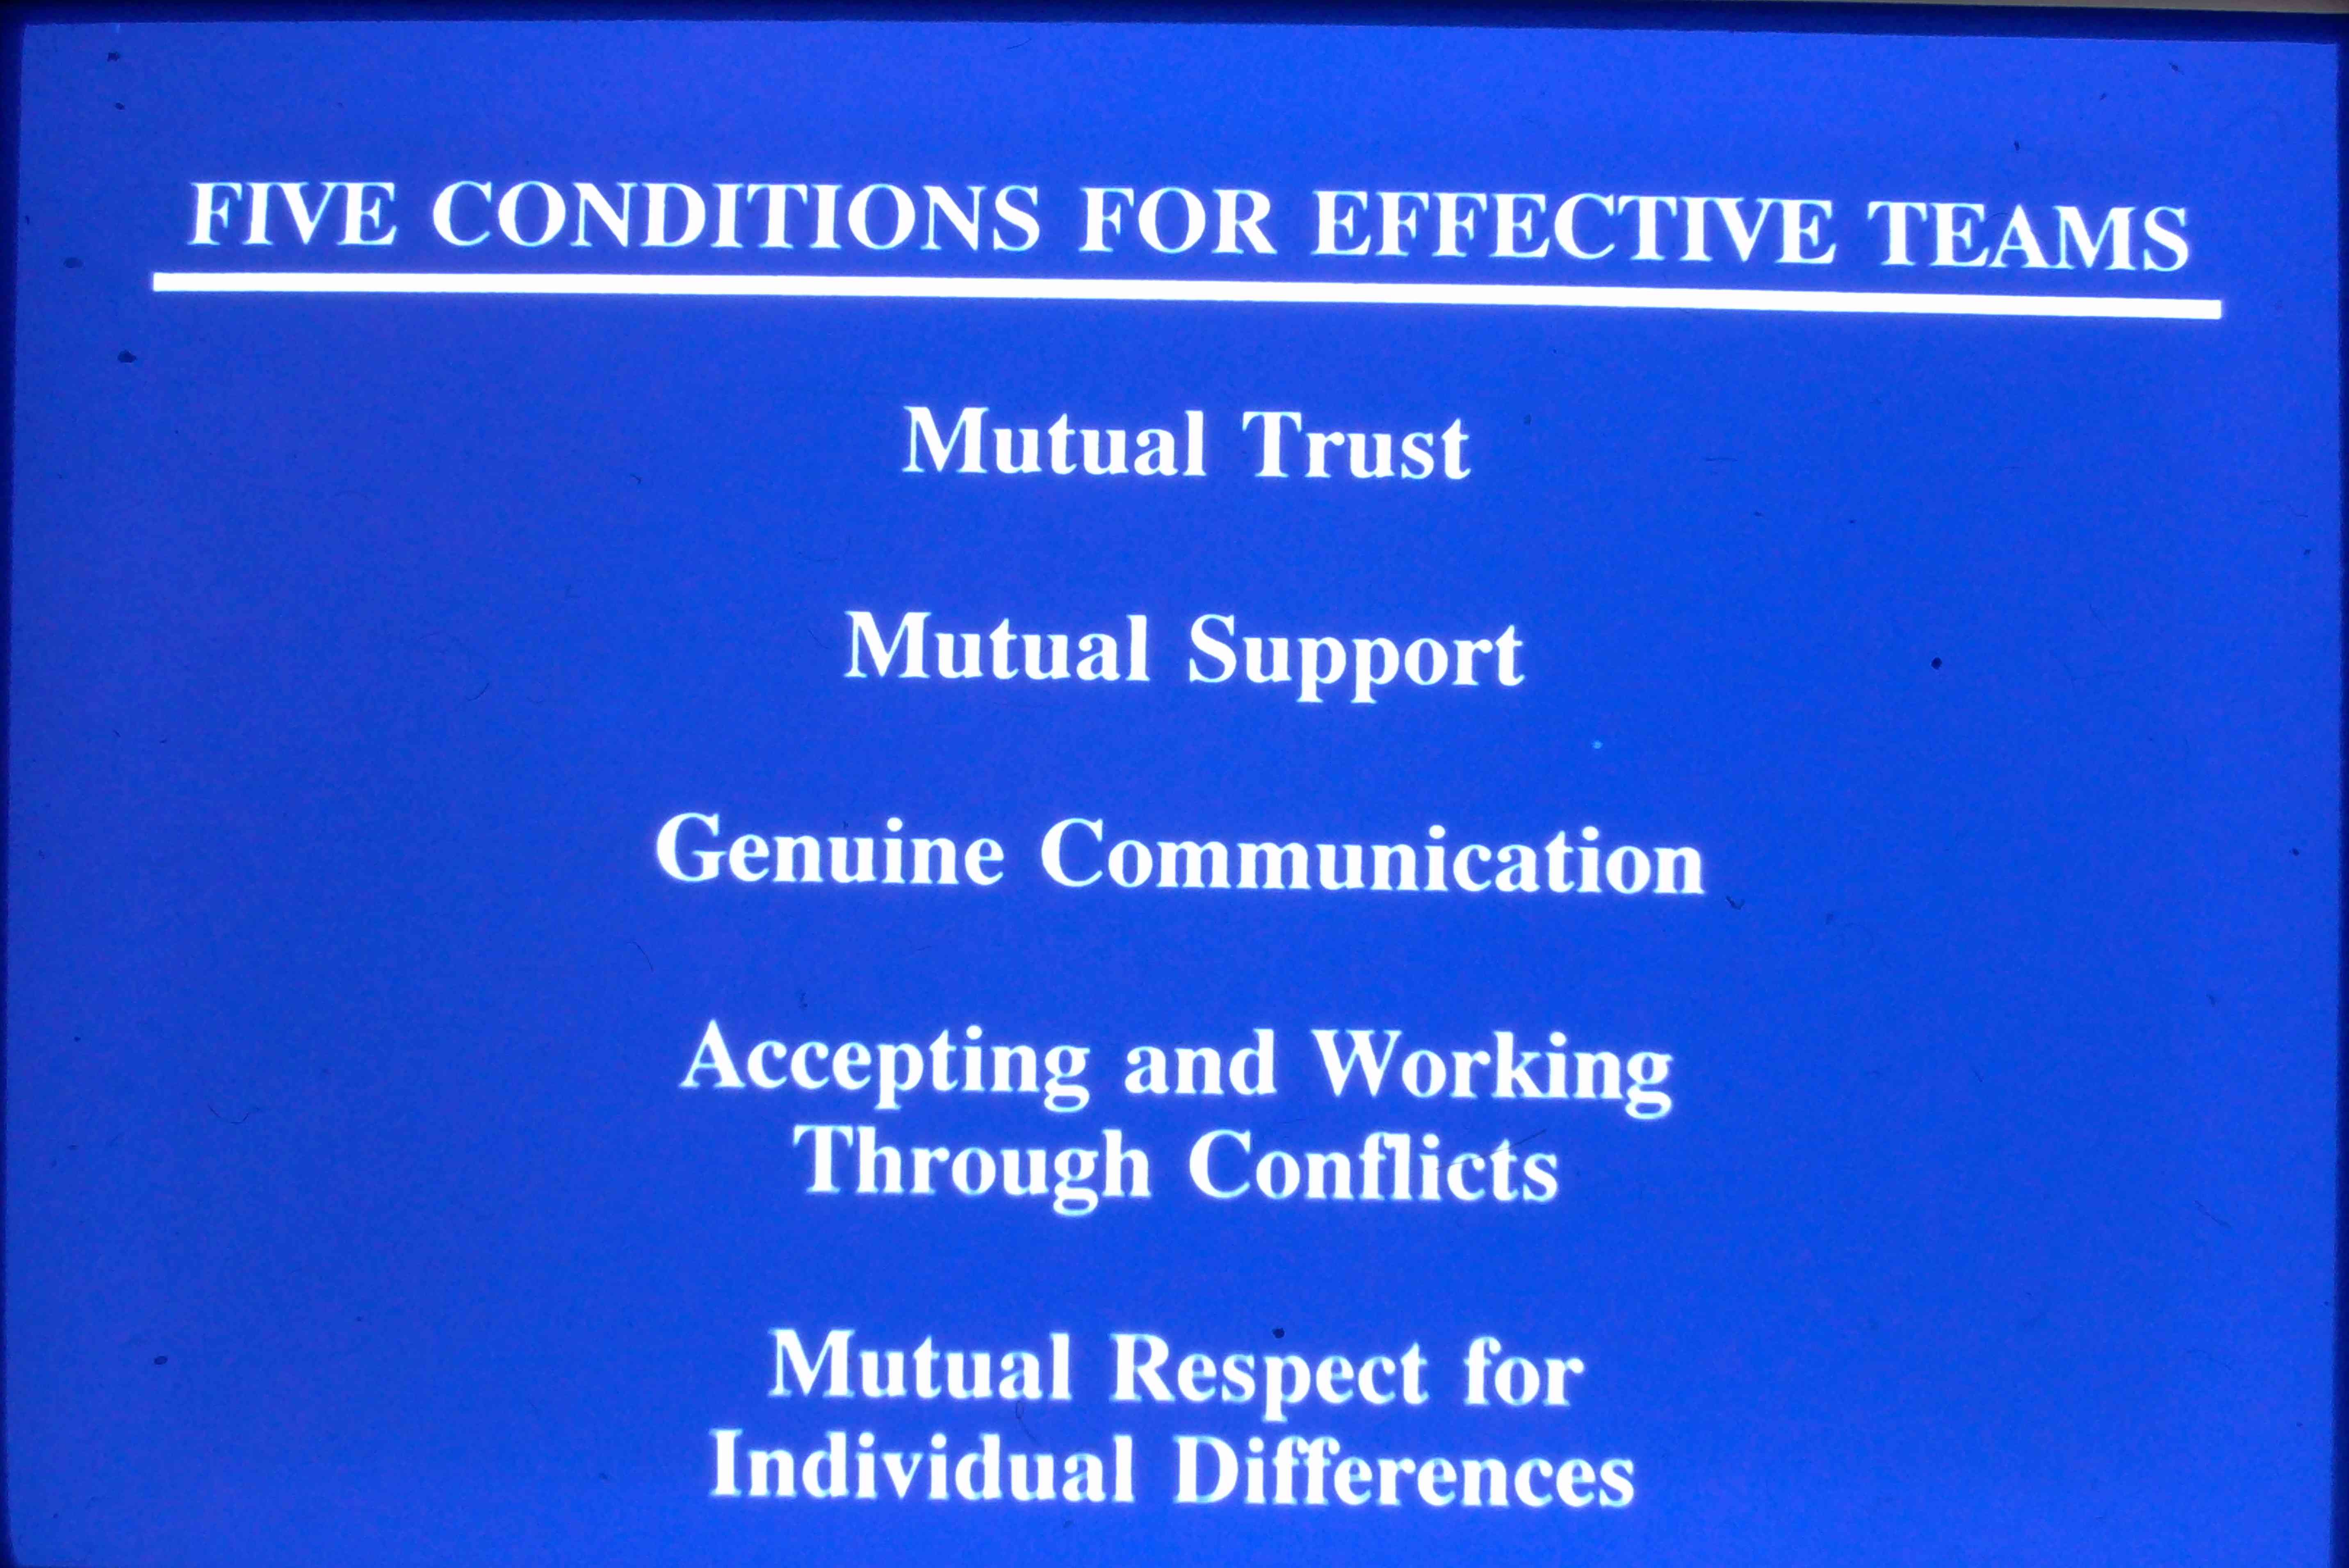 FIVE CONDITIONS FOR EFFECTIVE TEAMS
Mutual Trust
Mutual Support
Genuine Communication
Accepting and Working
Through Conflicts
Mutual Respect for
Individual Differences